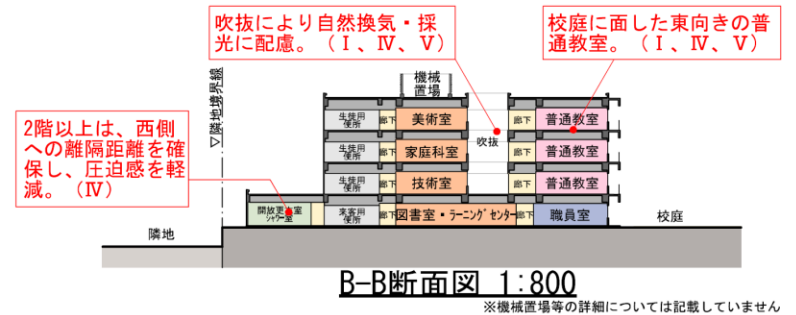 吹抜により自然換気・採
光に配慮。（Ⅰ、Ⅳ、Ⅴ）
校庭に面した東向きの普
通教室。（Ⅰ、Ⅳ、Ⅴ）
2階以上は、西側
への離隔距離を確
保し、圧迫感を軽
減。（Ⅳ）
▽隣地境界線
機械
置場
生徒用
便所
廊下
美術室
吹抜
廊下
普通教室
生徒用
便所
廊下
家庭科室
廊下
普通教室
生徒用
便所
廊下
技術室
廊下
普通教室
シャワー室
来客用
便所
廊下
図書室・ラーニングセンター
廊下
職員室
隣地
校庭
B-B断面図 1:800
※機械置場等の詳細については記載していません